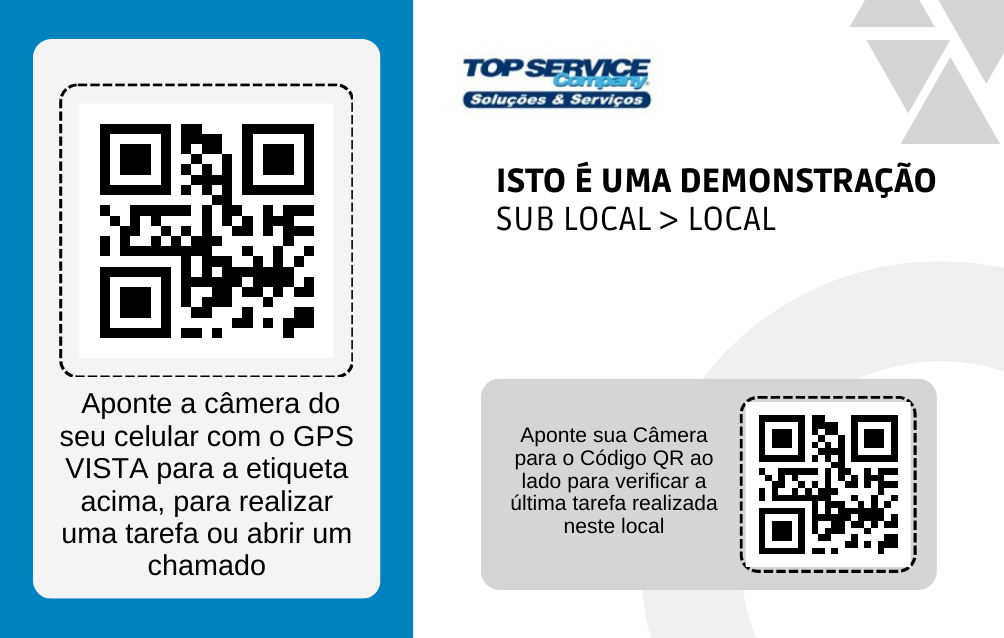 Aponte a câmera do
seu celular com o GPS
VISTA para a etiqueta
acima, para realizar
uma tarefa ou abrir um
chamado
TOP SERVICE
Company
Soluções & Serviços
ISTO É UMA DEMONSTRAÇÃO
SUB LOCAL > LOCAL
Aponte sua Câmera
para o Código QR ao
lado para verificar a
última tarefa realizada
neste local